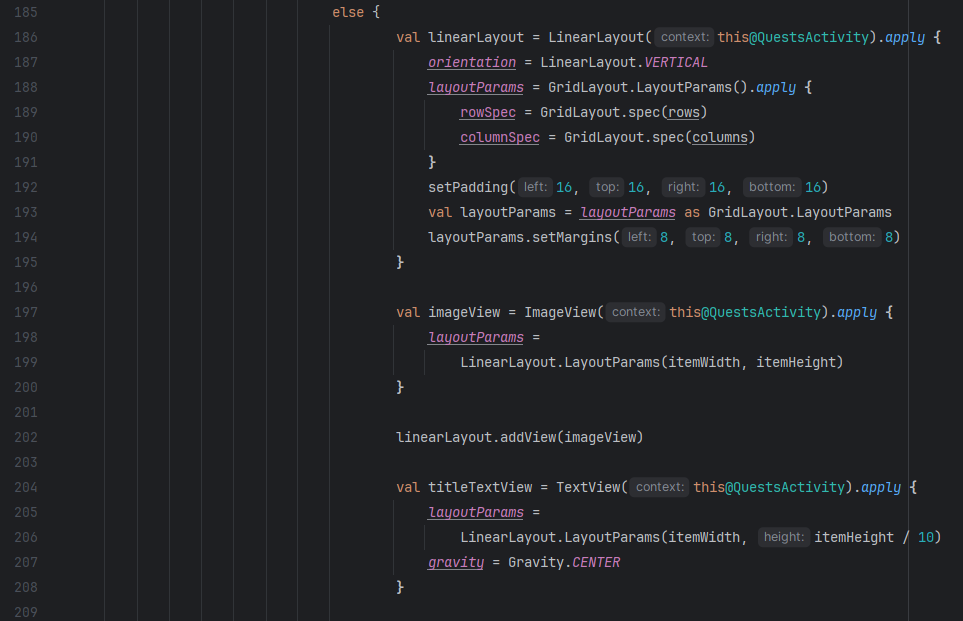 185 else {
186 val linearLayout = LinearLayout( context: this@QuestsActivity).apply {
187 orientation = LinearLayout.VERTICAL
188 layoutParams = GridLayout.LayoutParams().apply {
189 rowSpec = GridLayout.spec(rows)
190 columnSpec = GridLayout.spec(columns)
191 }
192 setPadding( left: 16, top: 16, right: 16, bottom: 16)
193 val layoutParams = layoutParams as GridLayout.LayoutParams
194 layoutParams.setMargins( left: 8, top: 8, right: 8, bottom: 8)
195 }
196
197 val imageView = ImageView( context: this@QuestsActivity).apply {
198 layoutParams =
199 LinearLayout.LayoutParams(itemWidth, itemHeight)
200 }
201
202 linearLayout.addView(imageView)
203
204 val titleTextView = TextView( context: this@QuestsActivity).apply {
205 layoutParams =
206 LinearLayout.LayoutParams(itemWidth, height: itemHeight / 10)
207 gravity = Gravity.CENTER
208 }
209